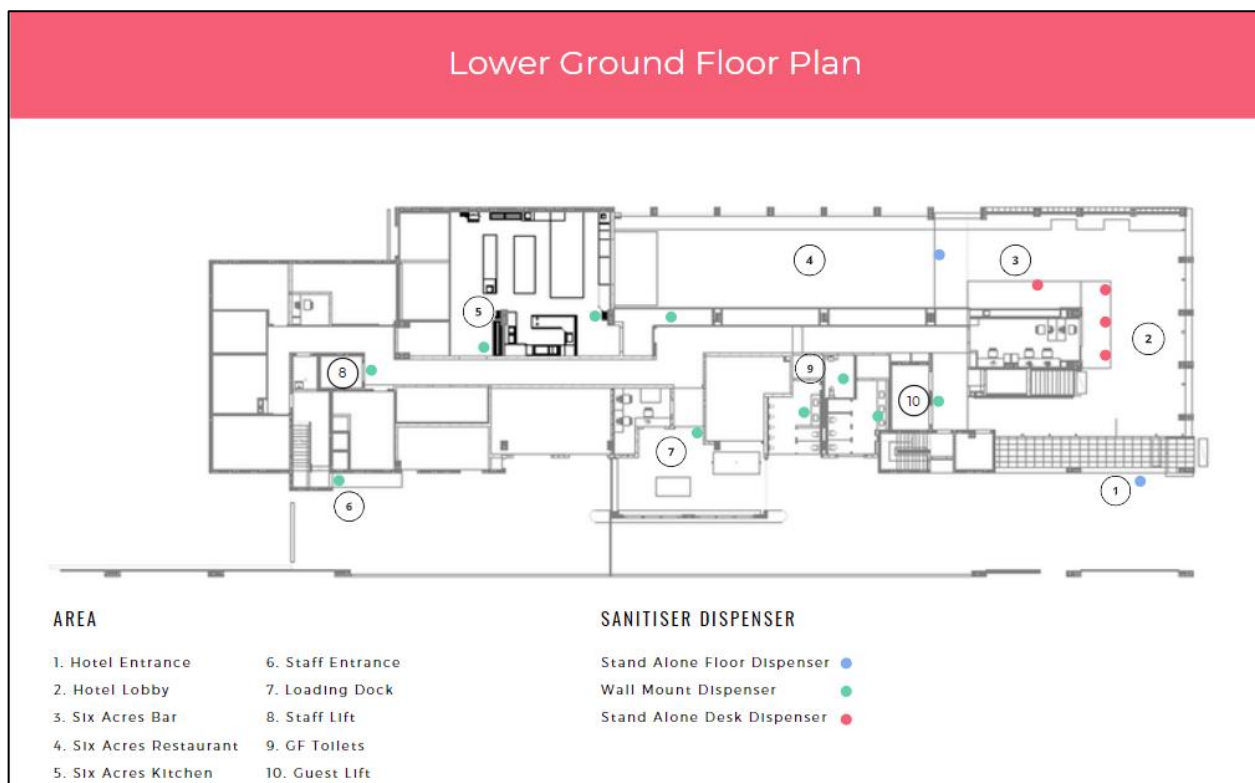 Lower Ground Floor Plan
4
3
5
2
8
9
10
7
6
1
AREA
1. Hotel Entrance
2. Hotel Lobby
3. Six Acres Bar
4. Six Acres Restaurant
5. Six Acres Kitchen
6. Staff Entrance
7. Loading Dock
8. Staff Lift
9. GF Toilets
10. Guest Lift
SANITISER DISPENSER
Stand Alone Floor Dispenser
Wall Mount Dispenser
Stand Alone Desk Dispenser